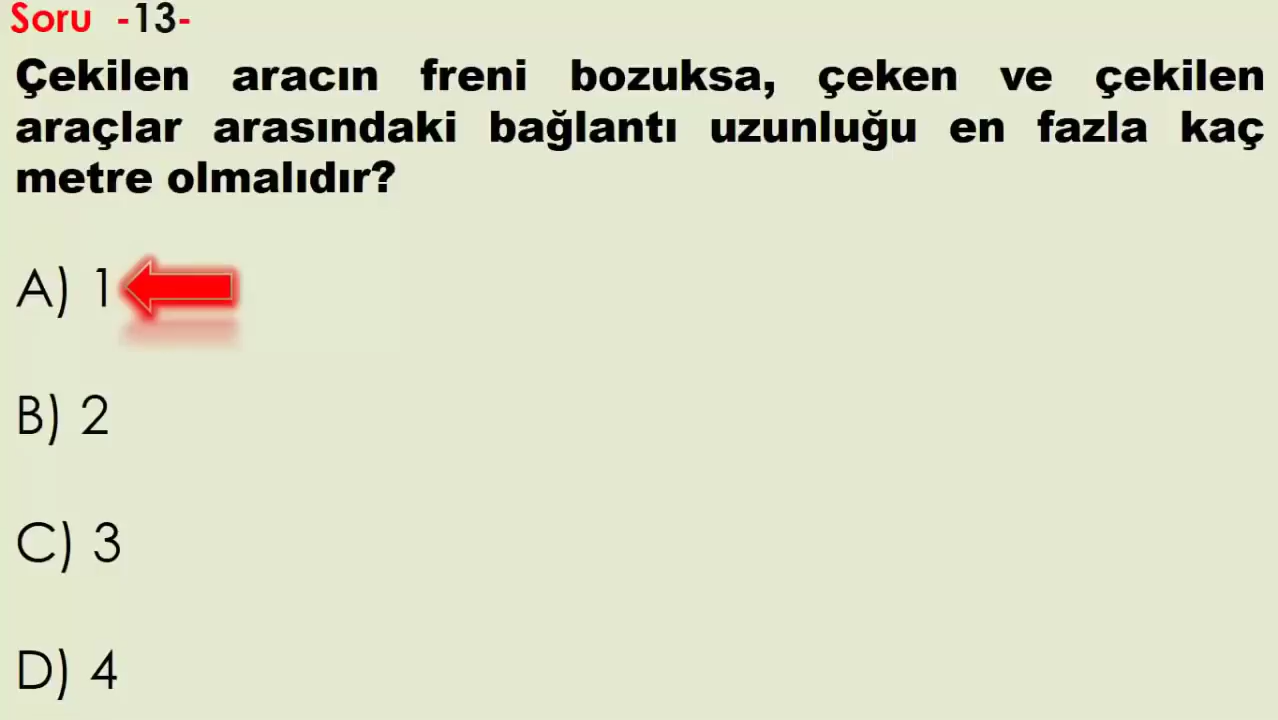 Soru -13-
Çekilen aracın freni bozuksa, çeken ve çekilen
araçlar arasındaki bağlantı uzunluğu en fazla kaç
metre olmalıdır?
A) 1
B) 2
C) 3
D) 4